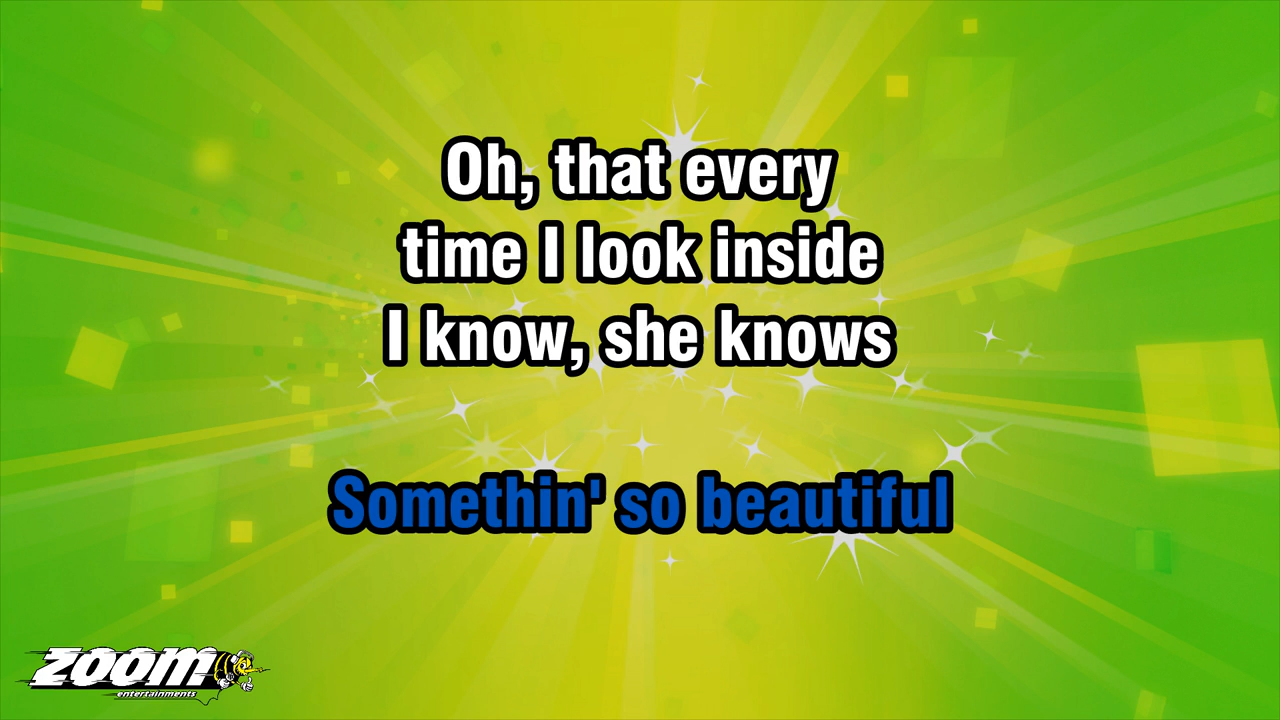 Oh, that every
time I look inside
I know, she knows
Somethin' so beautiful
zoom
entertainments